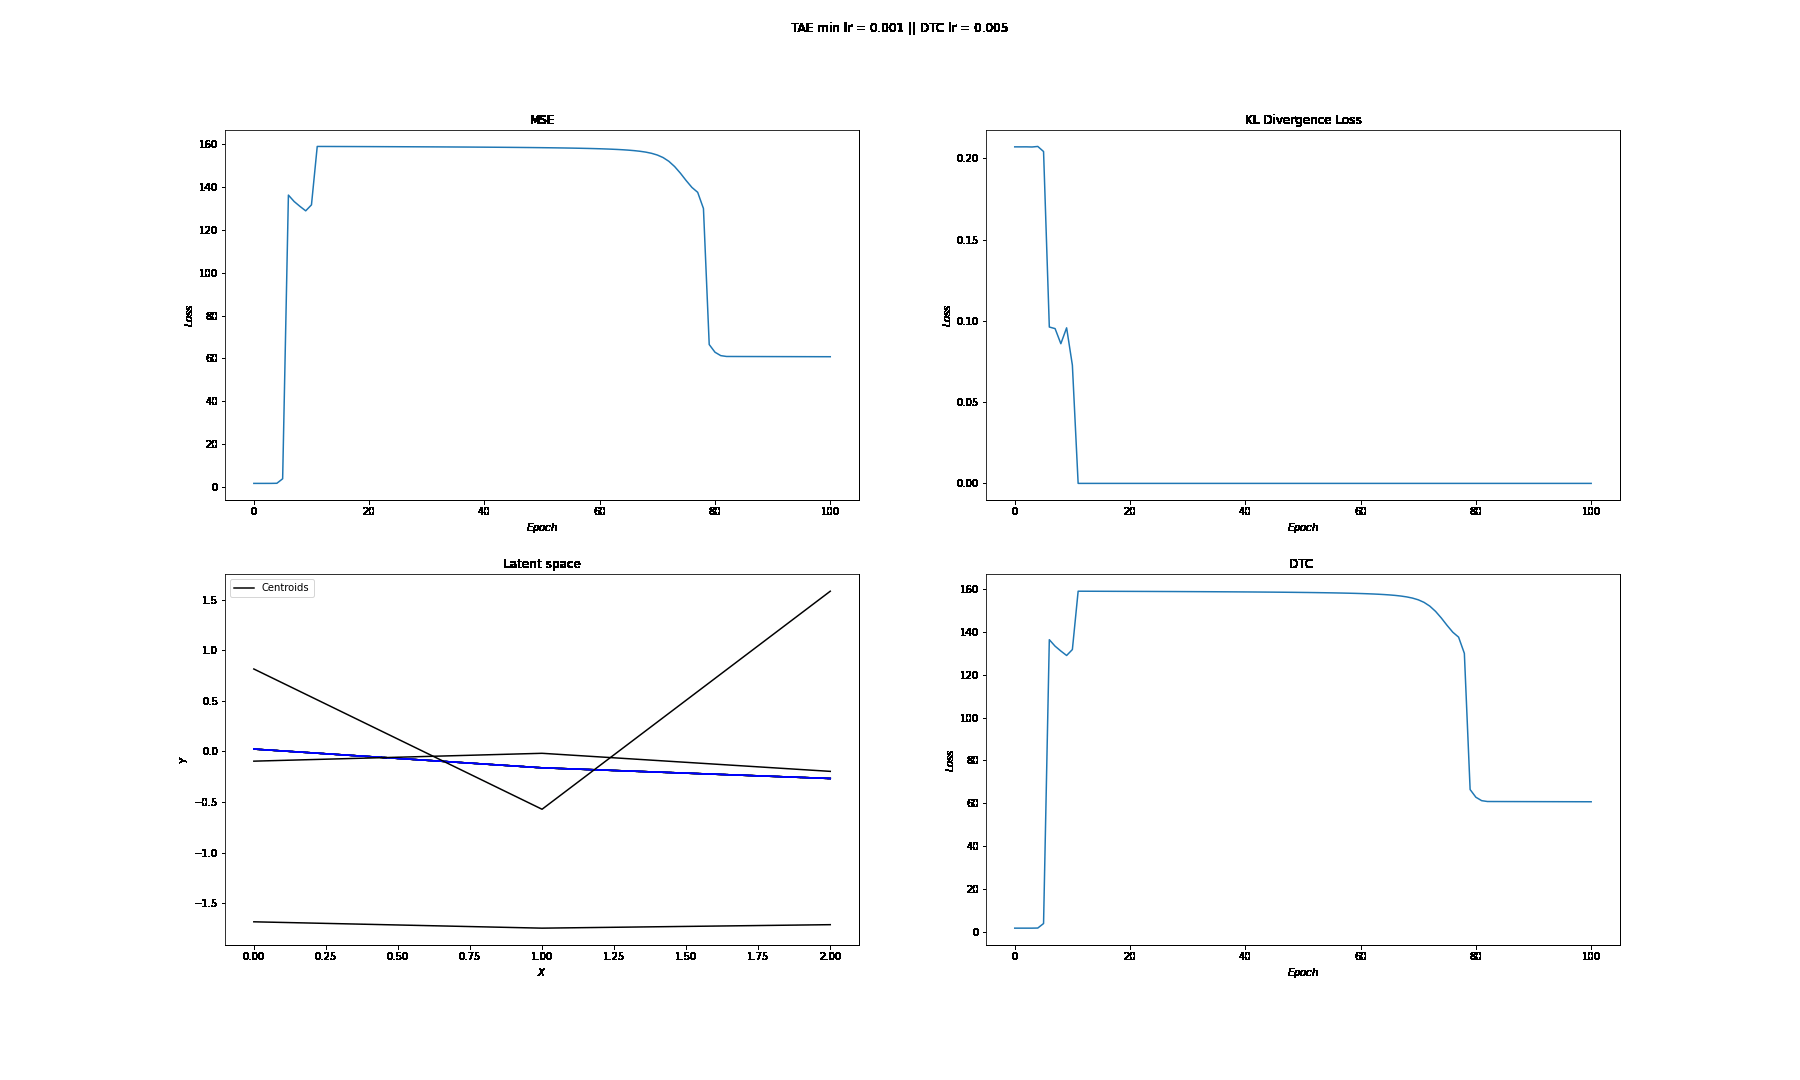 TAE min lr = 0.001 || DTC lr = 0.005
MSE
160
140
120
100
80
60
40
20
0
Loss
0 20 40 60 80 100
Epoch
KL Divergence Loss
0.20
0.15
0.10
0.05
0.00
Loss
0 20 40 60 80 100
Epoch
Latent space
Centroids
1.5
1.0
0.5
0.0
−0.5
−1.0
−1.5
Y
0.00 0.25 0.50 0.75 1.00 1.25 1.50 1.75 2.00
X
DTC
160
140
120
100
80
60
40
20
0
Loss
0 20 40 60 80 100
Epoch